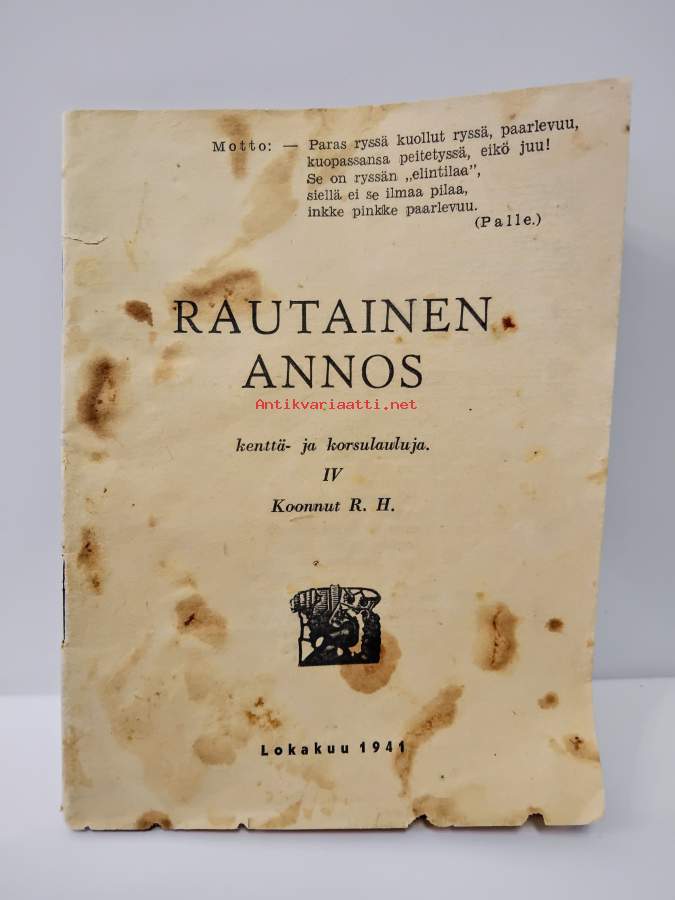 Motto: — Paras ryssä kuollut ryssä, paarlevuu,
kuopassansa peitetyssä, eikö juu!
Se on ryssän „elintilaa”,
siellä ei se ilmaa pilaa,
inkke pinkke paarlevuu.
(Palle.)
RAUTAINEN
ANNOS
Antikvariaatti.net
kenttä- ja korsulauluja.
IV
Koonnut R. H.
Lokakuu 1941